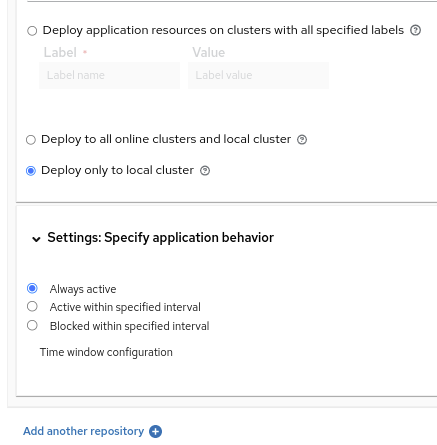 Deploy application resources on clusters with all specified labels
Label * Value
Label name Label value
Deploy to all online clusters and local cluster
Deploy only to local cluster
Settings: Specify application behavior
Always active
Active within specified interval
Blocked within specified interval
Time window configuration
Add another repository